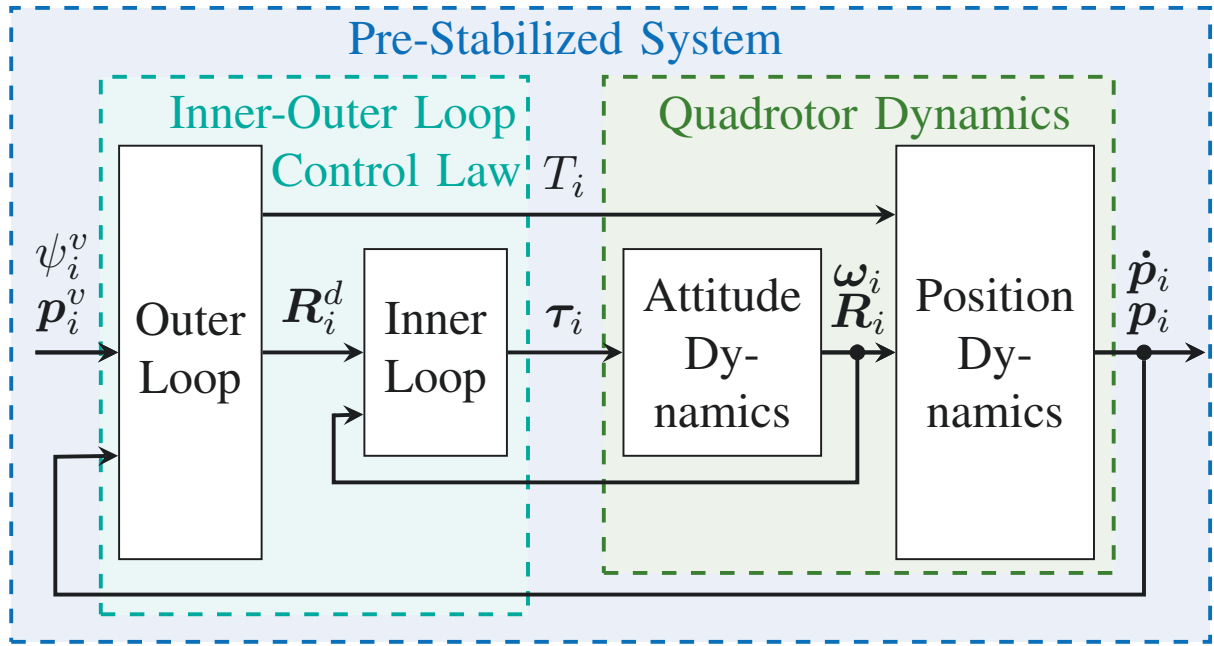 Pre-Stabilized System
Inner-Outer Loop
Control Law
Quadrotor Dynamics
T_i
ψ_i^v
p_i^v
Outer
Loop
R_i^d
Inner
Loop
τ_i
Attitude
Dy-
namics
ω_i
R_i
Position
Dy-
namics
ṗ_i
p_i